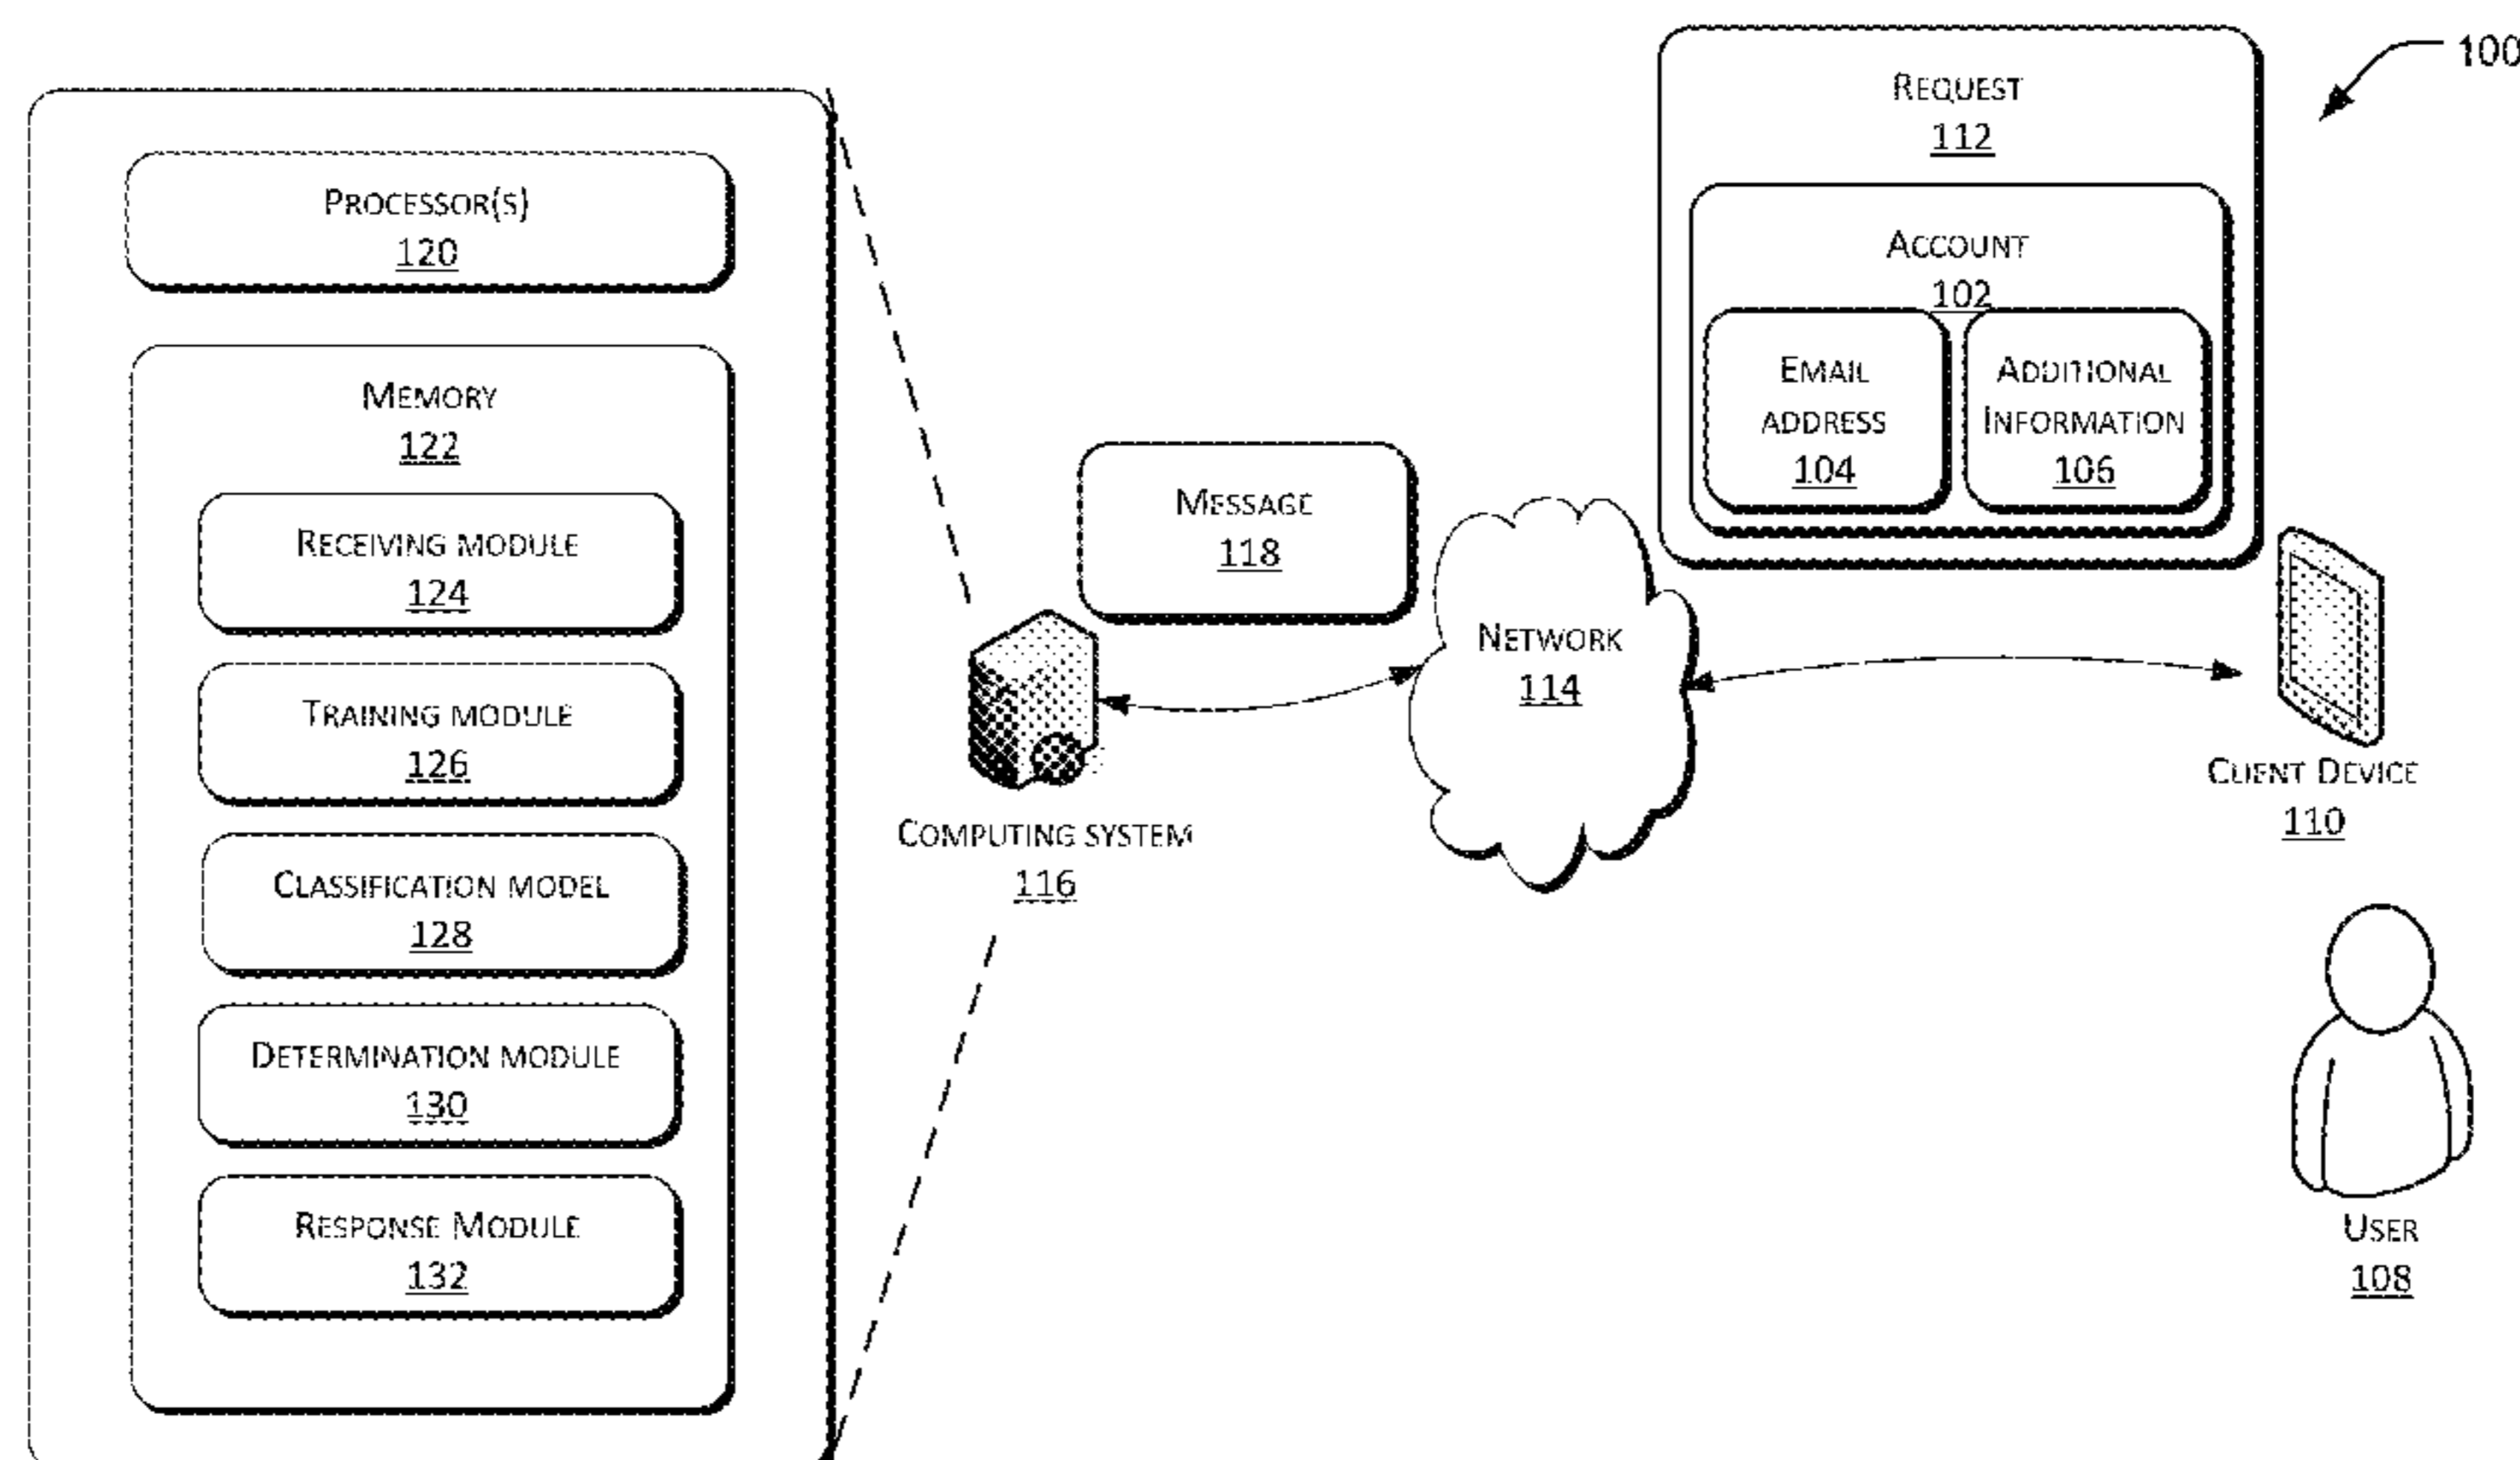 100
REQUEST
112
ACCOUNT
102
EMAIL
ADDRESS
104
ADDITIONAL
INFORMATION
106
PROCESSOR(S)
120
MEMORY
122
RECEIVING MODULE
124
TRAINING MODULE
126
CLASSIFICATION MODEL
128
DETERMINATION MODULE
130
RESPONSE MODULE
132
MESSAGE
118
NETWORK
114
COMPUTING SYSTEM
116
CLIENT DEVICE
110
USER
108